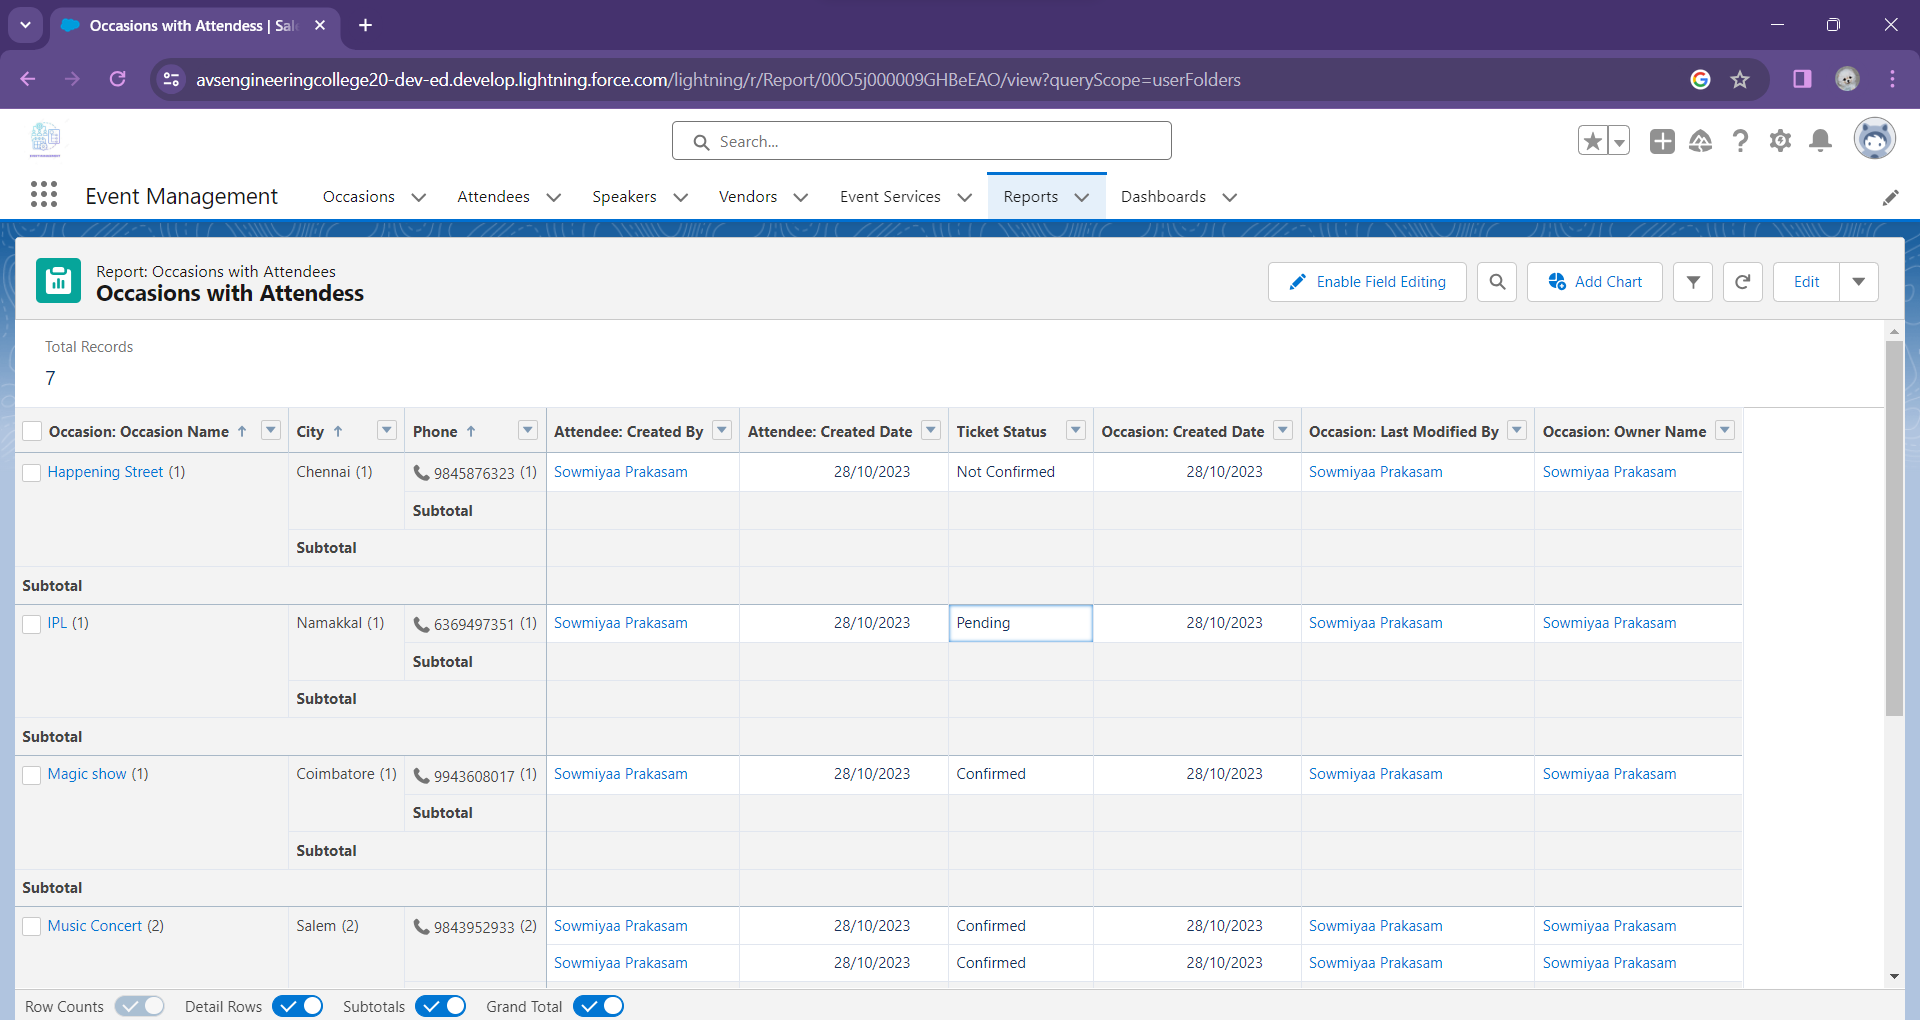 Occasions with Attendess | Sal
avsengineeringcollege20-dev-ed.develop.lightning.force.com/lightning/r/Report/00O5j000009GHBeEAO/view?queryScope=userFolders
Search...
Event Management Occasions Attendees Speakers Vendors Event Services Reports Dashboards
Report: Occasions with Attendees
Occasions with Attendess
Enable Field Editing Add Chart Edit
Total Records
7
Occasion: Occasion Name ↑ City ↑ Phone ↑ Attendee: Created By Attendee: Created Date Ticket Status Occasion: Created Date Occasion: Last Modified By Occasion: Owner Name
Happening Street (1) Chennai (1) 9845876323 (1) Sowmiyaa Prakasam 28/10/2023 Not Confirmed 28/10/2023 Sowmiyaa Prakasam Sowmiyaa Prakasam
Subtotal
Subtotal
Subtotal
IPL (1) Namakkal (1) 6369497351 (1) Sowmiyaa Prakasam 28/10/2023 Pending 28/10/2023 Sowmiyaa Prakasam Sowmiyaa Prakasam
Subtotal
Subtotal
Subtotal
Magic show (1) Coimbatore (1) 9943608017 (1) Sowmiyaa Prakasam 28/10/2023 Confirmed 28/10/2023 Sowmiyaa Prakasam Sowmiyaa Prakasam
Subtotal
Subtotal
Subtotal
Music Concert (2) Salem (2) 9843952933 (2) Sowmiyaa Prakasam 28/10/2023 Confirmed 28/10/2023 Sowmiyaa Prakasam Sowmiyaa Prakasam
Sowmiyaa Prakasam 28/10/2023 Confirmed 28/10/2023 Sowmiyaa Prakasam Sowmiyaa Prakasam
Row Counts Detail Rows Subtotals Grand Total